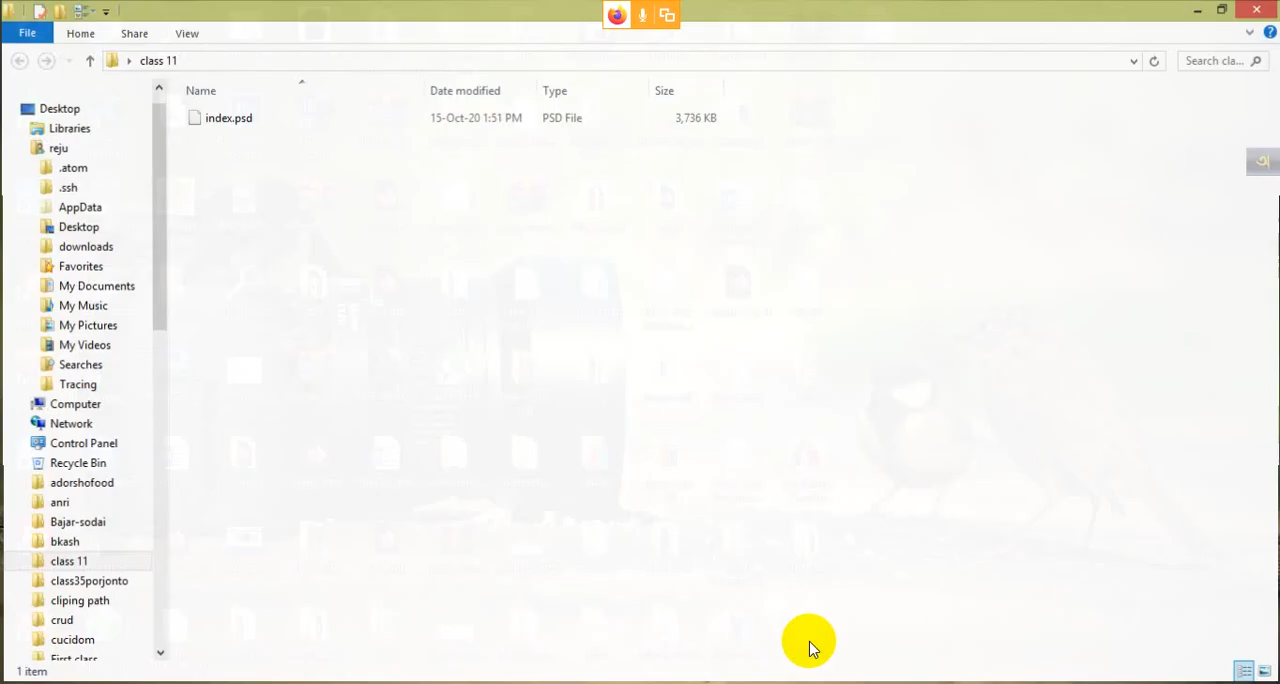 File Home Share View
class 11 Search cla...
Name Date modified Type Size
index.psd 15-Oct-20 1:51 PM PSD File 3,736 KB
Desktop
Libraries
reju
.atom
.ssh
AppData
Desktop
downloads
Favorites
My Documents
My Music
My Pictures
My Videos
Searches
Tracing
Computer
Network
Control Panel
Recycle Bin
adorshofood
anri
Bajar-sodai
bkash
class 11
class35porjonto
cliping path
crud
cucidom
First class
1 item
অ